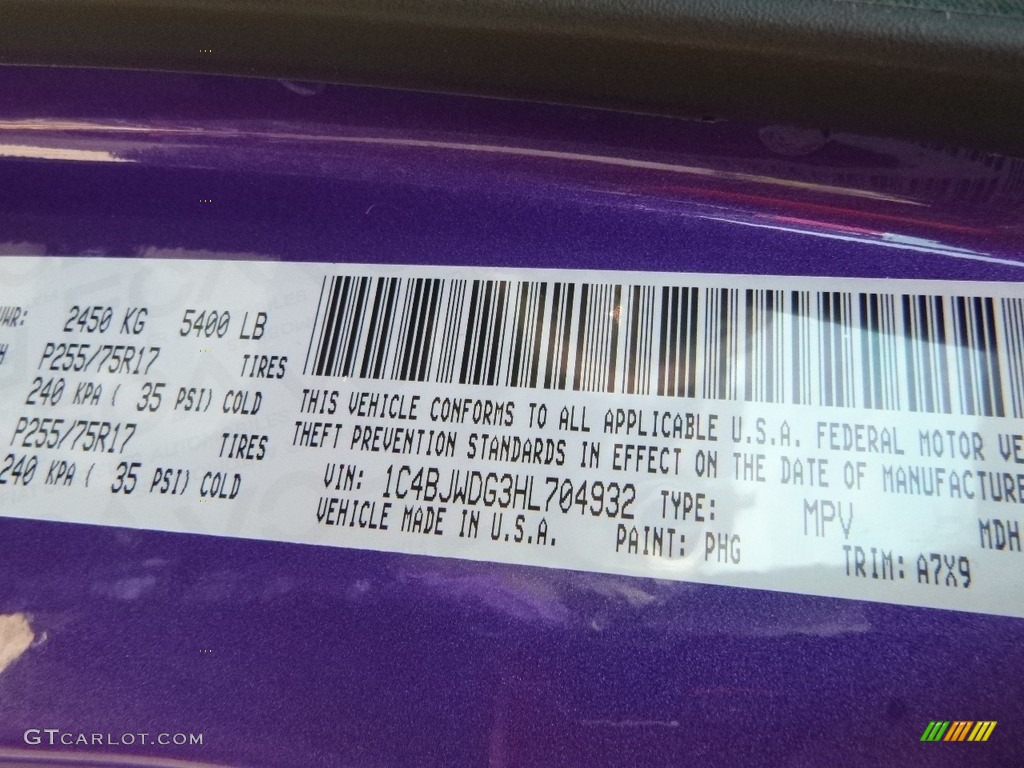 VWR: 2450 KG 5400 LB
P255/75R17 TIRES
240 KPA ( 35 PSI) COLD
P255/75R17 TIRES
240 KPA ( 35 PSI) COLD
THIS VEHICLE CONFORMS TO ALL APPLICABLE U.S.A. FEDERAL MOTOR VE
THEFT PREVENTION STANDARDS IN EFFECT ON THE DATE OF MANUFACTURE
VIN: 1C4BJWDG3HL704932 TYPE: MPV MDH
VEHICLE MADE IN U.S.A. PAINT: PHG TRIM: A7X9
GTCARLOT.COM